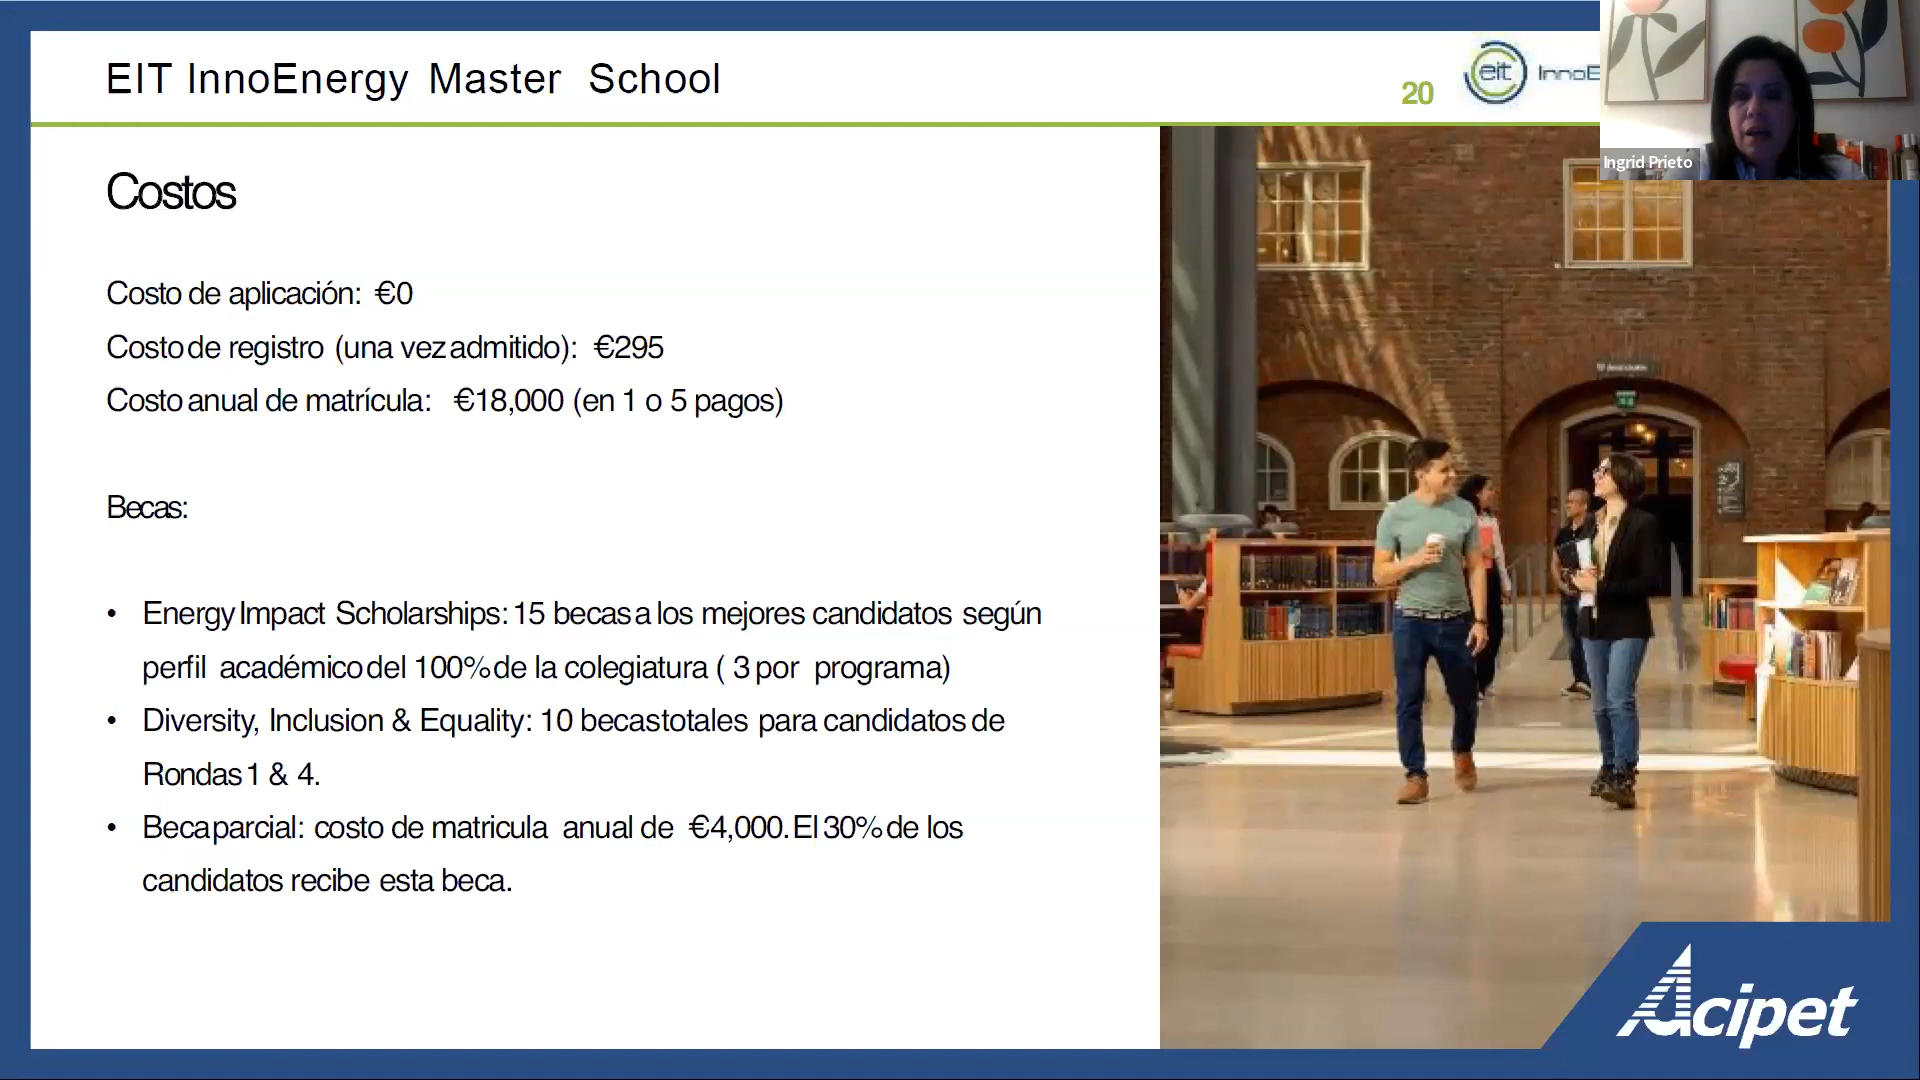 EIT InnoEnergy Master School
20
eit InnoE
Ingrid Prieto
Costos
Costo de aplicación: €0
Costo de registro (una vez admitido): €295
Costo anual de matrícula: €18,000 (en 1 o 5 pagos)
Becas:
• Energy Impact Scholarships: 15 becas a los mejores candidatos según
perfil académico del 100% de la colegiatura ( 3 por programa)
• Diversity, Inclusion & Equality: 10 becas totales para candidatos de
Rondas 1 & 4.
• Beca parcial: costo de matricula anual de €4,000. El 30% de los
candidatos recibe esta beca.
Acipet